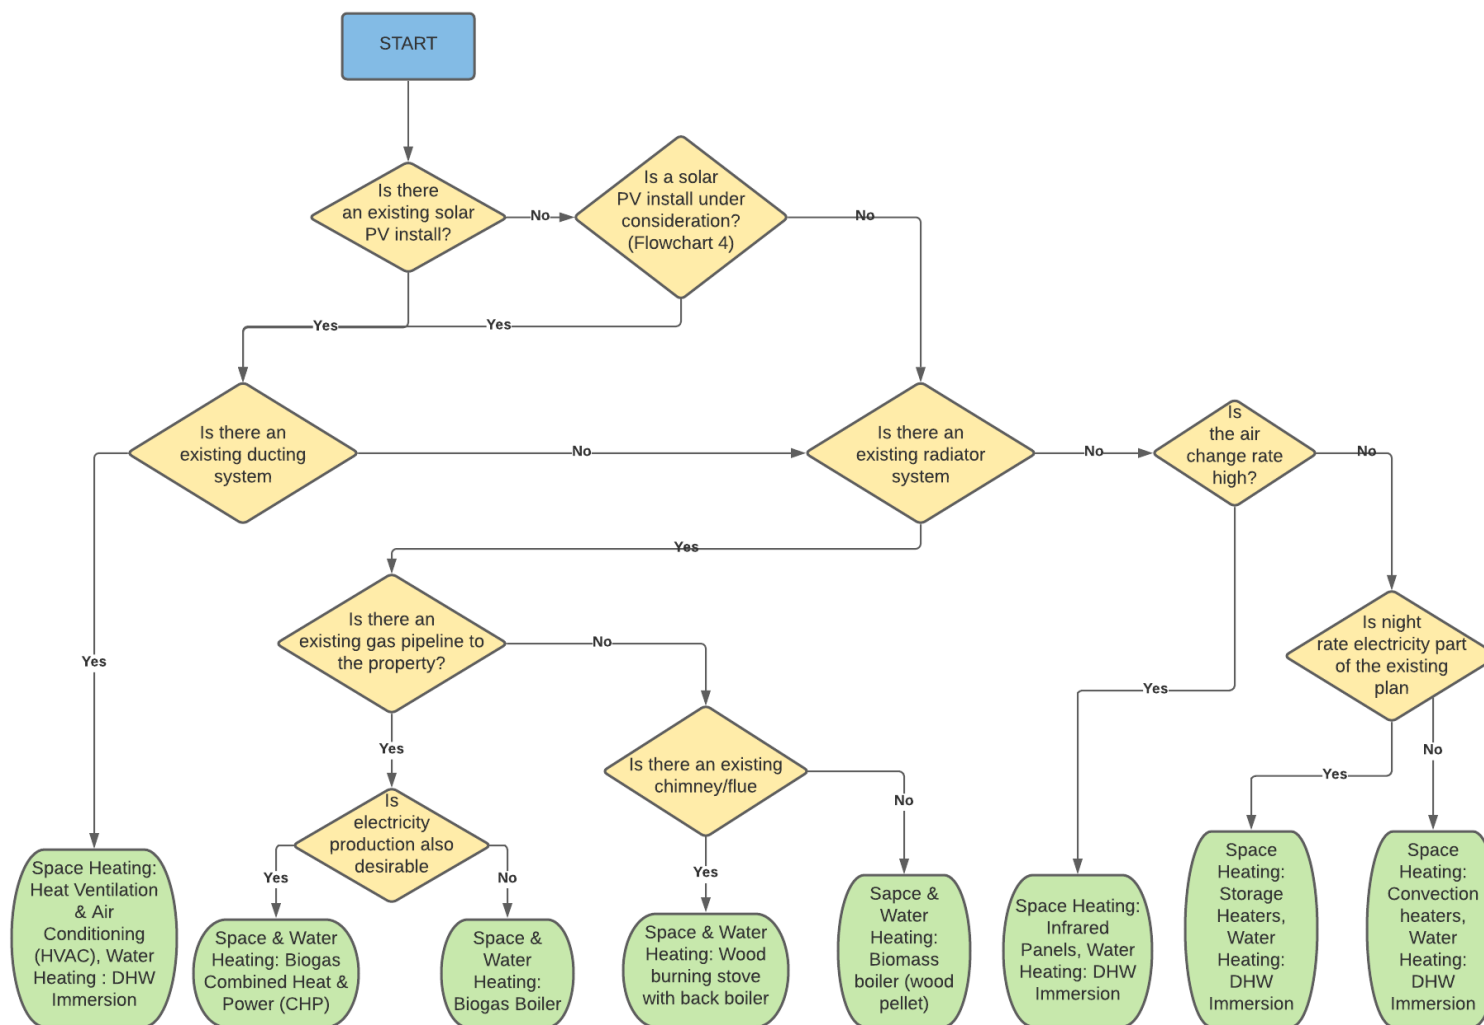 START
Is there
an existing solar
PV install?
No
Is a solar
PV install under
consideration?
(Flowchart 4)
No
Yes
Yes
Is there an
existing ducting
system
No
Is there an
existing radiator
system
No
Is
the air
change rate
high?
No
Yes
Is there an
existing gas pipeline to
the property?
No
Is night
rate electricity part
of the existing
plan
Yes
Yes
Yes
No
Yes
Is there an existing
chimney/flue
No
Is
electricity
production also
desirable
Yes
No
Yes
Space Heating:
Heat Ventilation
& Air
Conditioning
(HVAC), Water
Heating : DHW
Immersion
Space & Water
Heating: Biogas
Combined Heat &
Power (CHP)
Space &
Water
Heating:
Biogas Boiler
Space & Water
Heating: Wood
burning stove
with back boiler
Sapce &
Water
Heating:
Biomass
boiler (wood
pellet)
Space Heating:
Infrared
Panels, Water
Heating: DHW
Immersion
Space
Heating:
Storage
Heaters,
Water
Heating:
DHW
Immersion
Space
Heating:
Convection
heaters,
Water
Heating:
DHW
Immersion